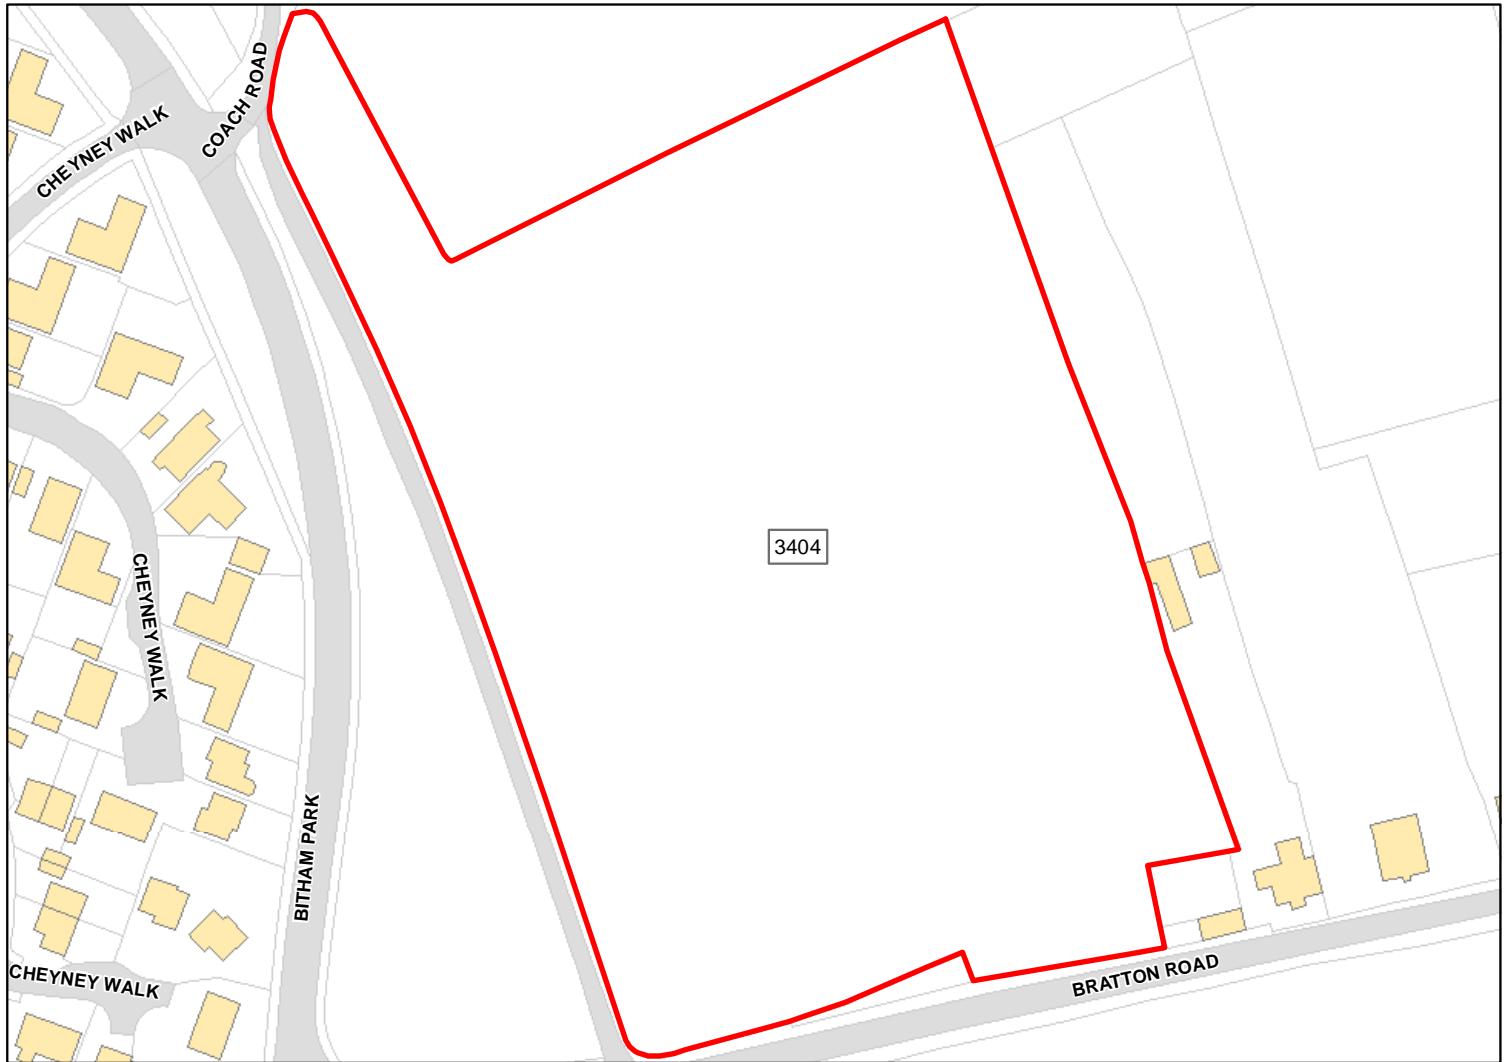 COACH ROAD
CHEYNEY WALK
3404
CHEYNEY WALK
BITHAM PARK
BRATTON ROAD
CHEYNEY WALK